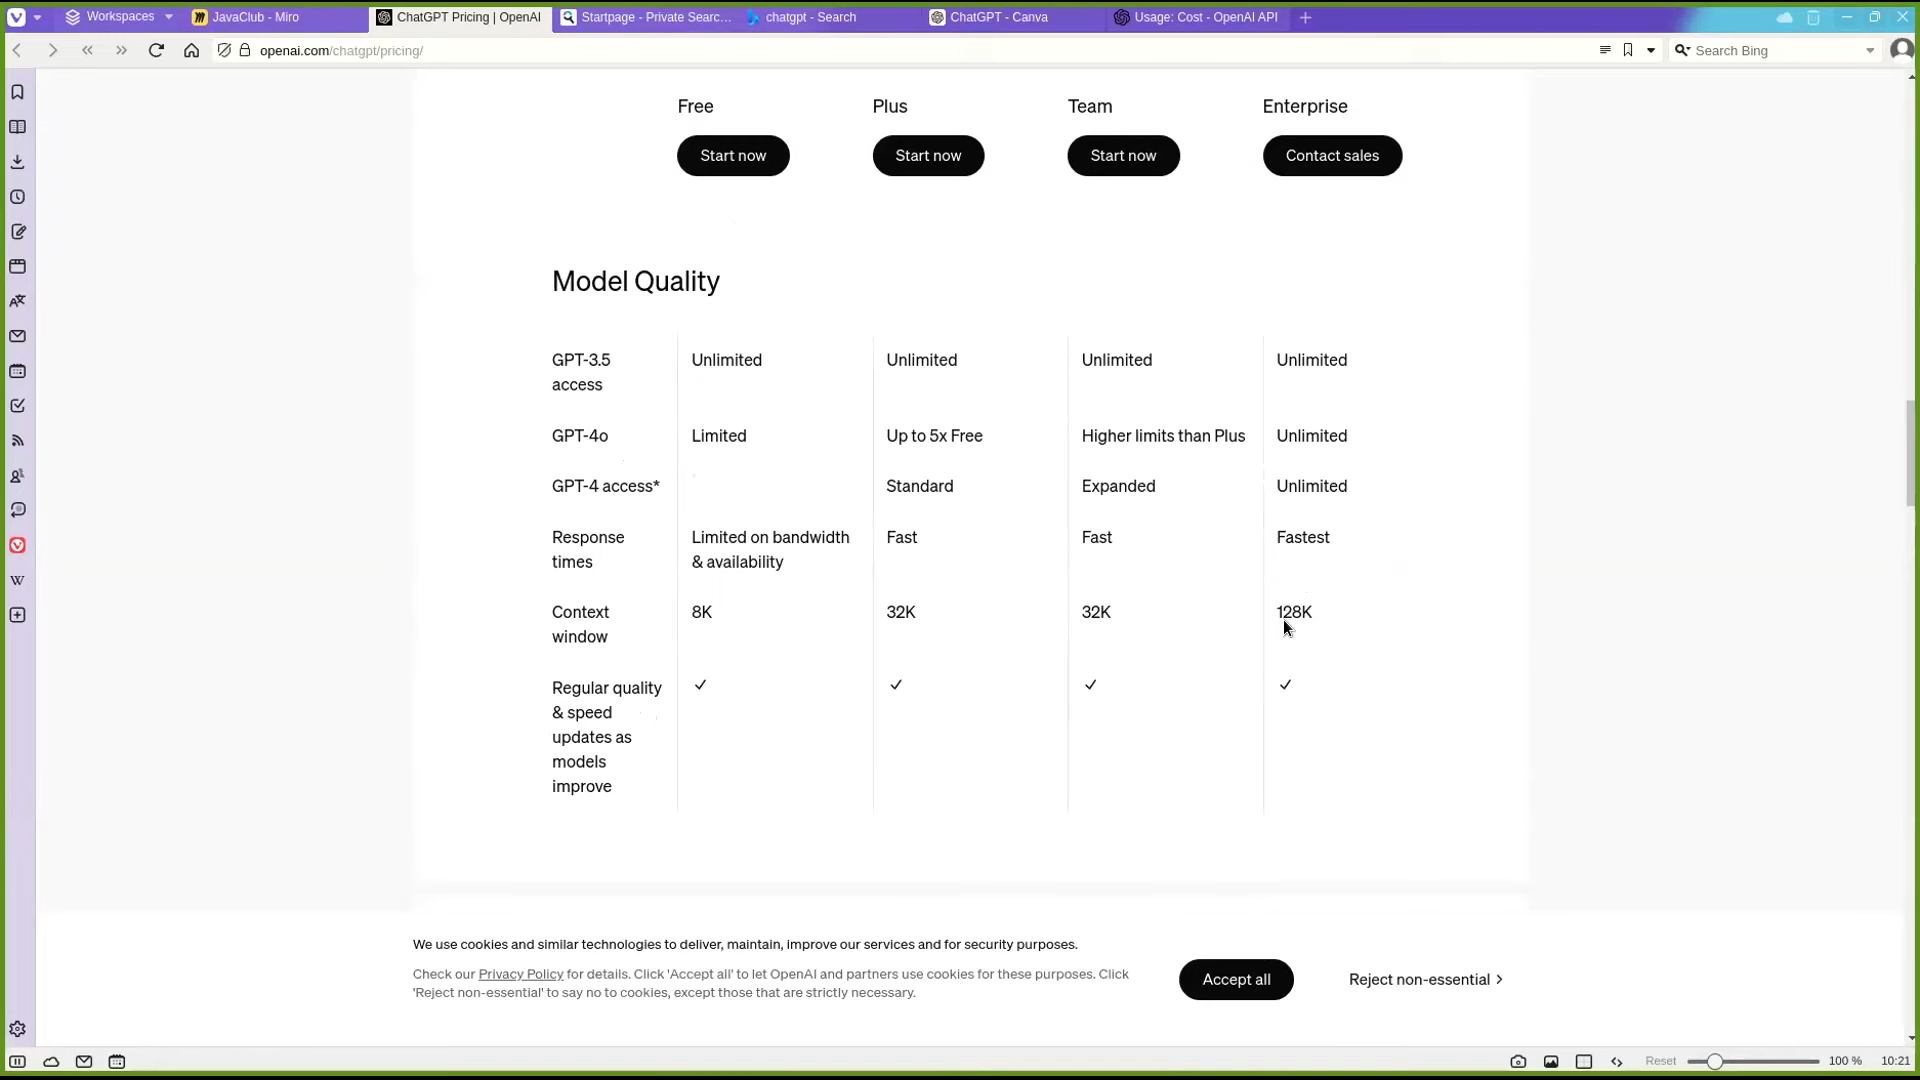 Workspaces
JavaClub - Miro
ChatGPT Pricing | OpenAI
Startpage - Private Searc...
chatgpt - Search
ChatGPT - Canva
Usage: Cost - OpenAI API
openai.com/chatgpt/pricing/
Search Bing
Free
Plus
Team
Enterprise
Start now
Start now
Start now
Contact sales
Model Quality
GPT-3.5
access
Unlimited
Unlimited
Unlimited
Unlimited
GPT-4o
Limited
Up to 5x Free
Higher limits than Plus
Unlimited
GPT-4 access*
Standard
Expanded
Unlimited
Response
times
Limited on bandwidth
& availability
Fast
Fast
Fastest
Context
window
8K
32K
32K
128K
Regular quality
& speed
updates as
models
improve
We use cookies and similar technologies to deliver, maintain, improve our services and for security purposes.
Check our Privacy Policy for details. Click 'Accept all' to let OpenAI and partners use cookies for these purposes. Click
'Reject non-essential' to say no to cookies, except those that are strictly necessary.
Accept all
Reject non-essential
Reset
100 %
10:21